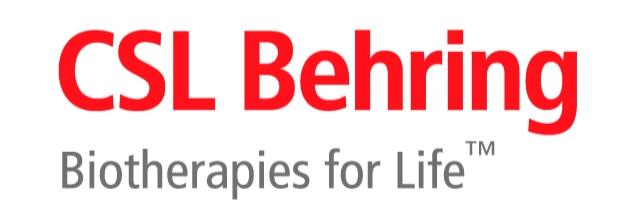 CSL Behring
Biotherapies for Life™